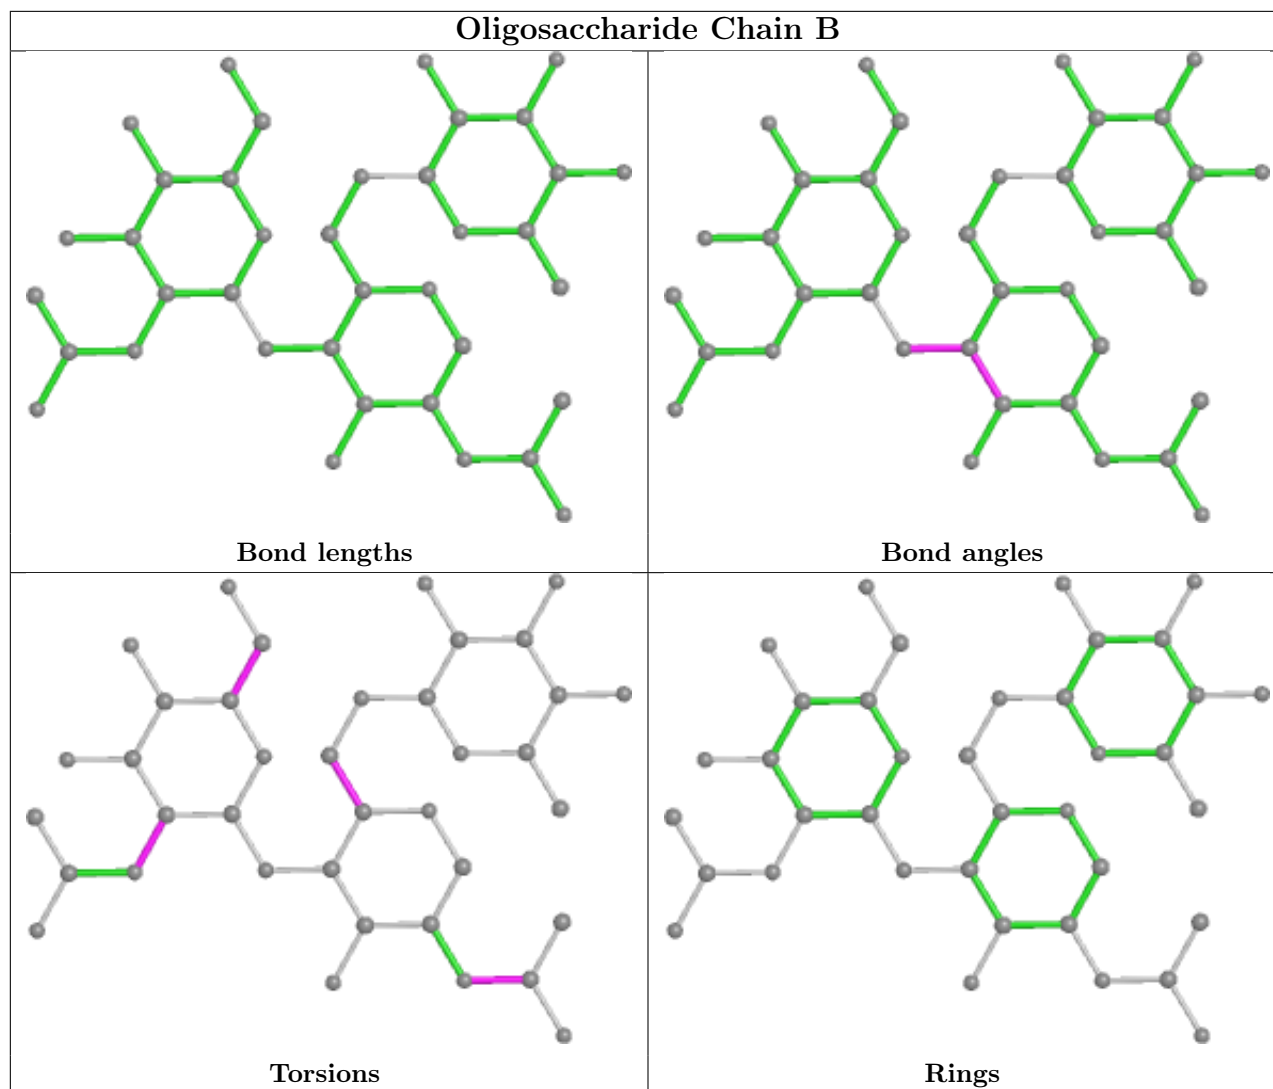 Oligosaccharide Chain B
Bond lengths
Bond angles
Torsions
Rings